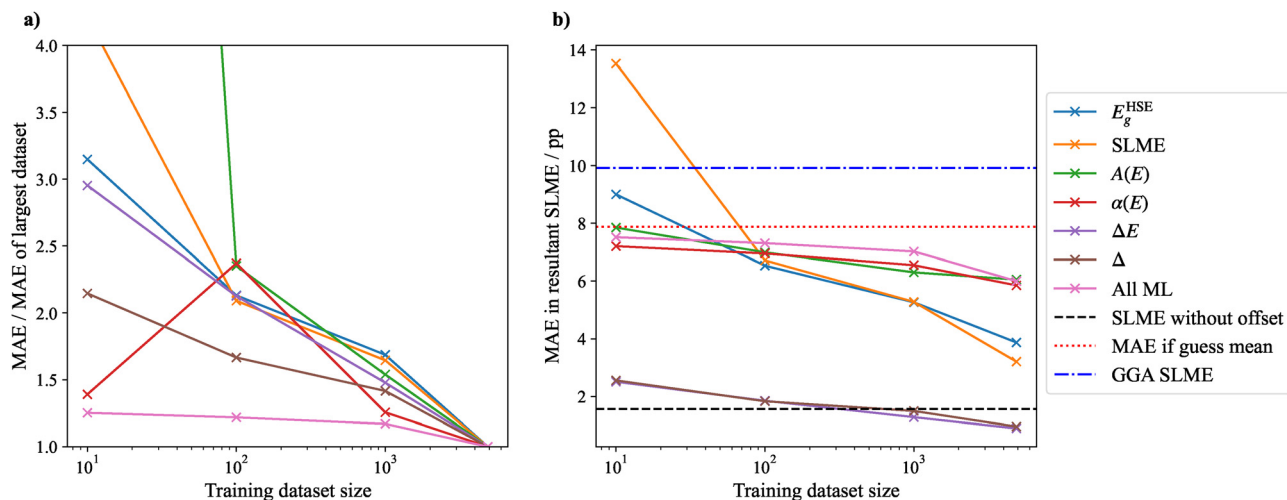 a)
MAE / MAE of largest dataset
4.0
3.5
3.0
2.5
2.0
1.5
1.0
10¹
10²
10³
Training dataset size
b)
MAE in resultant SLME / pp
14
12
10
8
6
4
2
10¹
10²
10³
Training dataset size
E_g^HSE
SLME
A(E)
α(E)
ΔE
Δ
All ML
SLME without offset
MAE if guess mean
GGA SLME